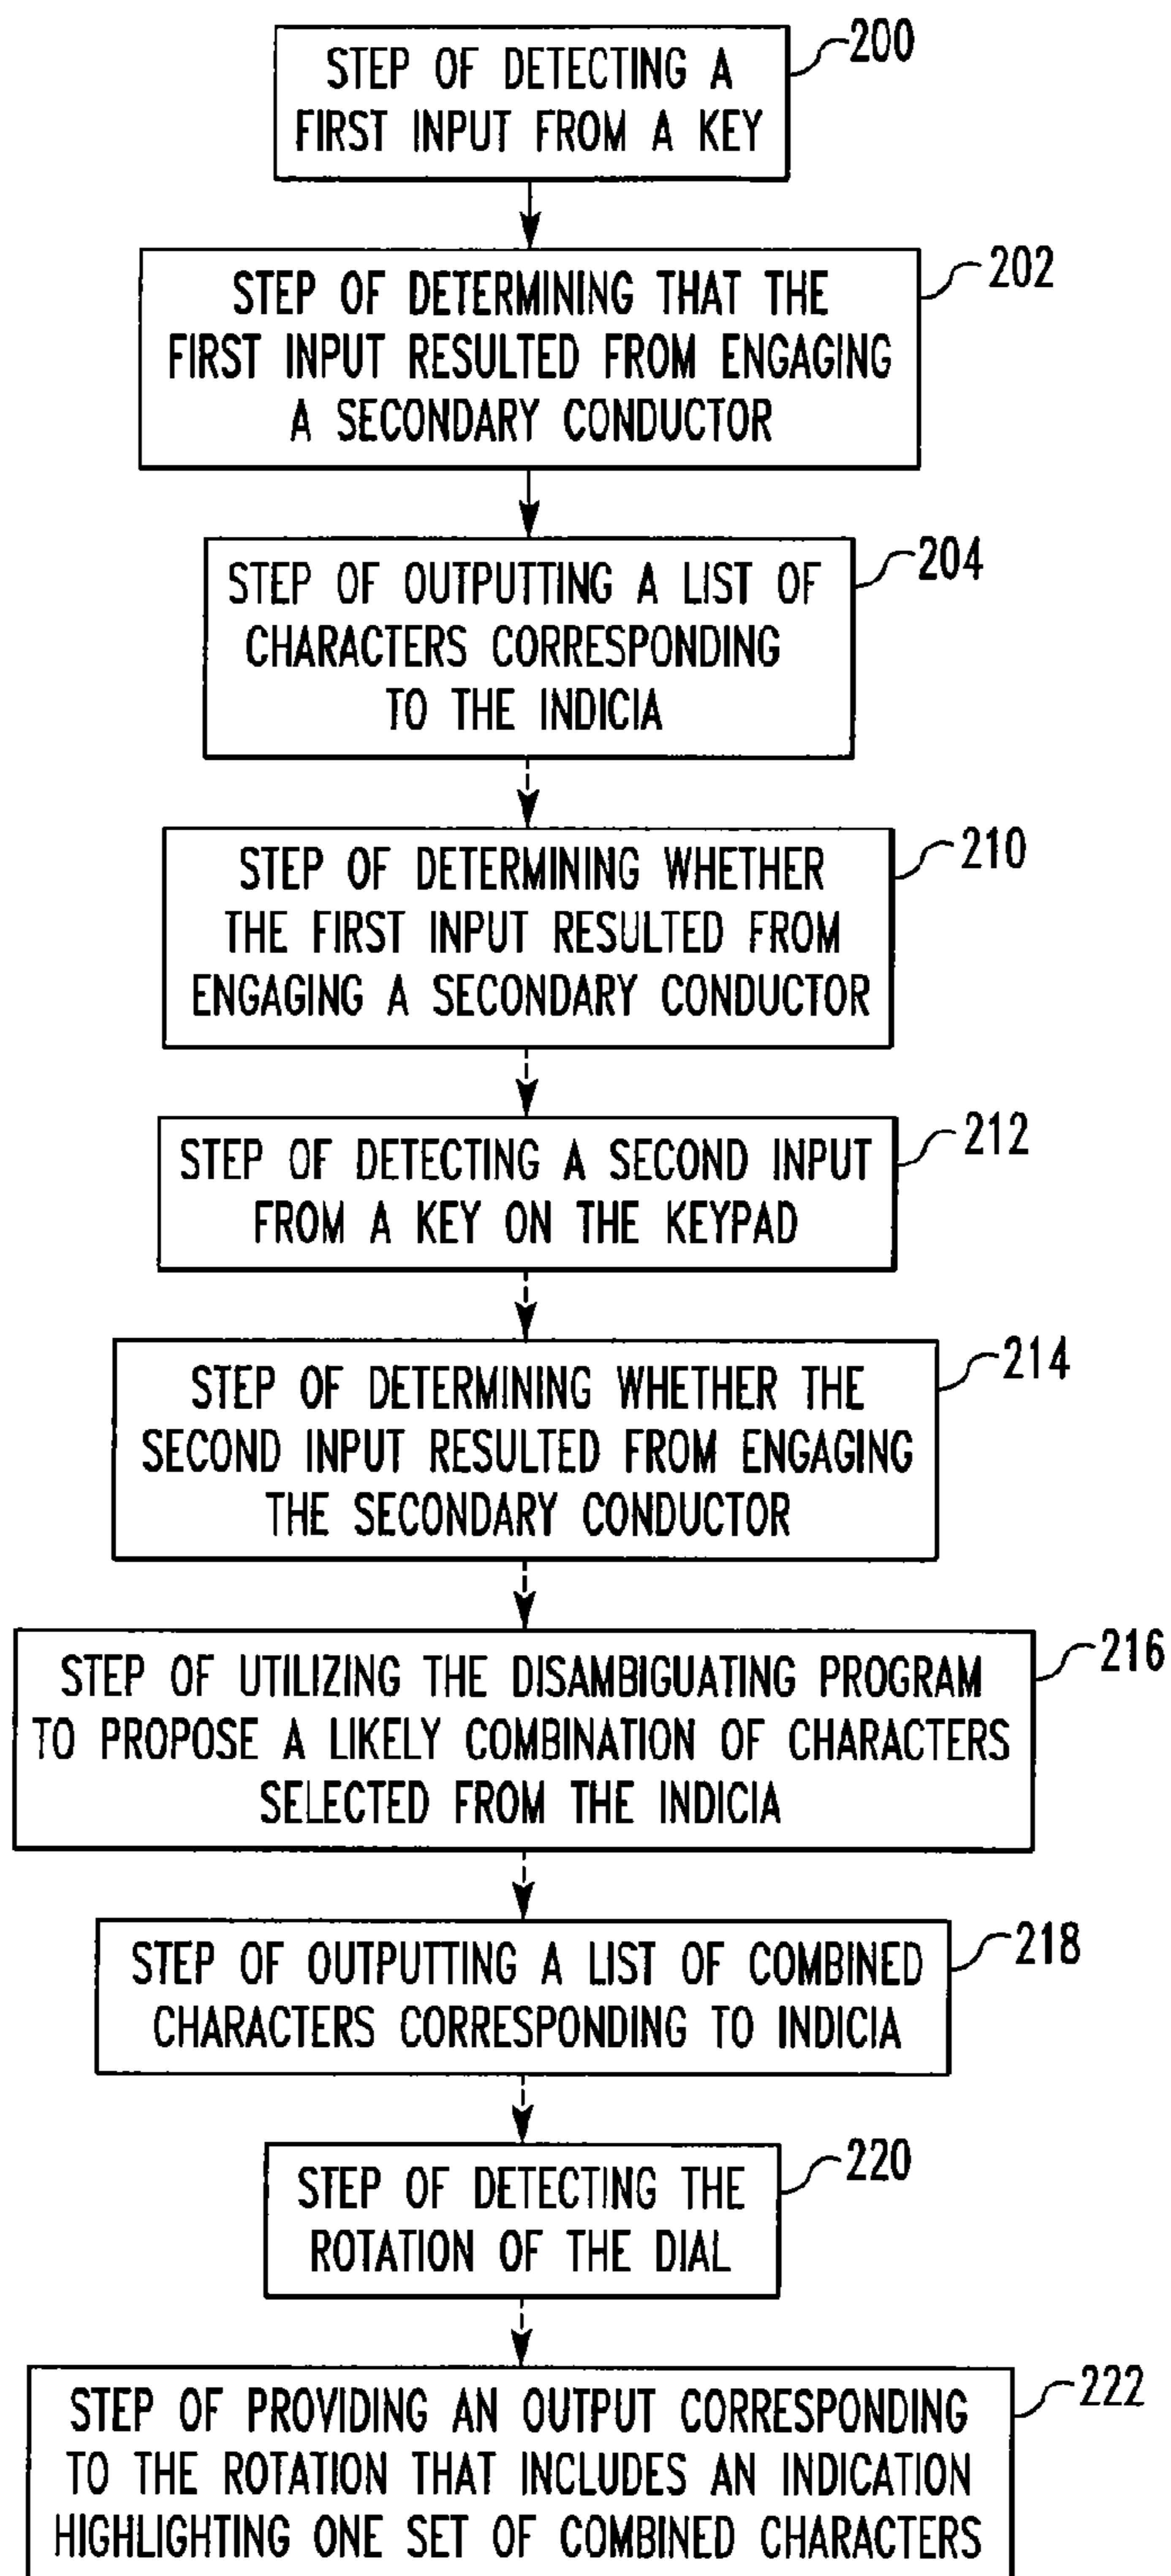 STEP OF DETECTING A
FIRST INPUT FROM A KEY
200
STEP OF DETERMINING THAT THE
FIRST INPUT RESULTED FROM ENGAGING
A SECONDARY CONDUCTOR
202
STEP OF OUTPUTTING A LIST OF
CHARACTERS CORRESPONDING
TO THE INDICIA
204
STEP OF DETERMINING WHETHER
THE FIRST INPUT RESULTED FROM
ENGAGING A SECONDARY CONDUCTOR
210
STEP OF DETECTING A SECOND INPUT
FROM A KEY ON THE KEYPAD
212
STEP OF DETERMINING WHETHER THE
SECOND INPUT RESULTED FROM ENGAGING
THE SECONDARY CONDUCTOR
214
STEP OF UTILIZING THE DISAMBIGUATING PROGRAM
TO PROPOSE A LIKELY COMBINATION OF CHARACTERS
SELECTED FROM THE INDICIA
216
STEP OF OUTPUTTING A LIST OF COMBINED
CHARACTERS CORRESPONDING TO INDICIA
218
STEP OF DETECTING THE
ROTATION OF THE DIAL
220
STEP OF PROVIDING AN OUTPUT CORRESPONDING
TO THE ROTATION THAT INCLUDES AN INDICATION
HIGHLIGHTING ONE SET OF COMBINED CHARACTERS
222